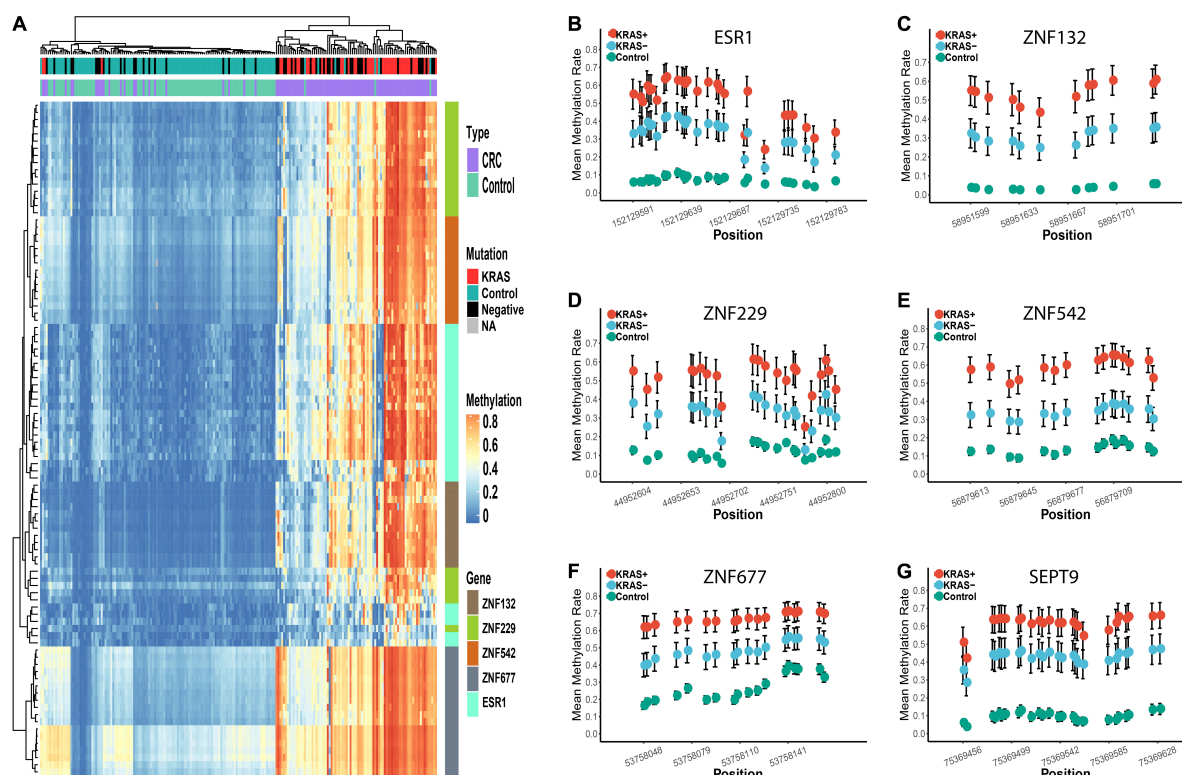 A
Type
CRC
Control
Mutation
KRAS
Control
Negative
NA
Methylation
0.8
0.6
0.4
0.2
0
Gene
ZNF132
ZNF229
ZNF542
ZNF677
ESR1
B
ESR1
KRAS+
KRAS−
Control
Mean Methylation Rate
0.8
0.7
0.6
0.5
0.4
0.3
0.2
0.1
0.0
152129591
152129639
152129687
152129735
152129783
Position
C
ZNF132
KRAS+
KRAS−
Control
Mean Methylation Rate
0.8
0.7
0.6
0.5
0.4
0.3
0.2
0.1
0.0
58951599
58951633
58951667
58951701
Position
D
ZNF229
KRAS+
KRAS−
Control
Mean Methylation Rate
0.8
0.7
0.6
0.5
0.4
0.3
0.2
0.1
0.0
44952604
44952653
44952702
44952751
44952800
Position
E
ZNF542
KRAS+
KRAS−
Control
Mean Methylation Rate
0.8
0.7
0.6
0.5
0.4
0.3
0.2
0.1
0.0
56879613
56879645
56879677
56879709
Position
F
ZNF677
KRAS+
KRAS−
Control
Mean Methylation Rate
0.8
0.7
0.6
0.5
0.4
0.3
0.2
0.1
0.0
53758048
53758079
53758110
53758141
Position
G
SEPT9
KRAS+
KRAS−
Control
Mean Methylation Rate
0.8
0.7
0.6
0.5
0.4
0.3
0.2
0.1
0.0
75369456
75369499
75369542
75369585
75369628
Position